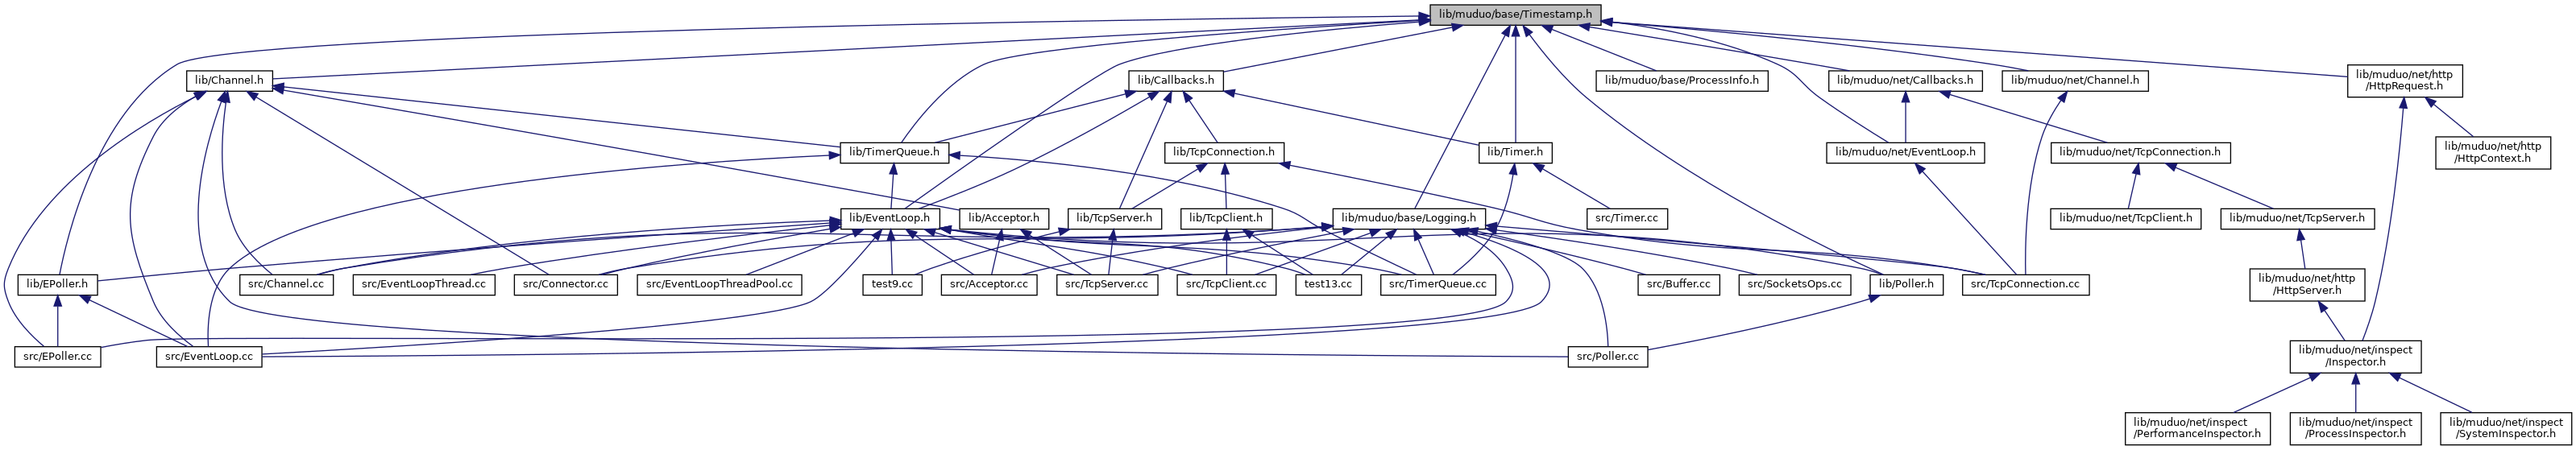 lib/muduo/base/Timestamp.h
lib/Channel.h
lib/Callbacks.h
lib/muduo/base/ProcessInfo.h
lib/muduo/net/Callbacks.h
lib/muduo/net/Channel.h
lib/muduo/net/http
/HttpRequest.h
lib/TimerQueue.h
lib/TcpConnection.h
lib/Timer.h
lib/muduo/net/EventLoop.h
lib/muduo/net/TcpConnection.h
lib/muduo/net/http
/HttpContext.h
lib/EventLoop.h
lib/Acceptor.h
lib/TcpServer.h
lib/TcpClient.h
lib/muduo/base/Logging.h
src/Timer.cc
lib/muduo/net/TcpClient.h
lib/muduo/net/TcpServer.h
lib/EPoller.h
src/Channel.cc
src/EventLoopThread.cc
src/Connector.cc
src/EventLoopThreadPool.cc
test9.cc
src/Acceptor.cc
src/TcpServer.cc
src/TcpClient.cc
test13.cc
src/TimerQueue.cc
src/Buffer.cc
src/SocketsOps.cc
lib/Poller.h
src/TcpConnection.cc
lib/muduo/net/http
/HttpServer.h
src/EPoller.cc
src/EventLoop.cc
src/Poller.cc
lib/muduo/net/inspect
/Inspector.h
lib/muduo/net/inspect
/PerformanceInspector.h
lib/muduo/net/inspect
/ProcessInspector.h
lib/muduo/net/inspect
/SystemInspector.h